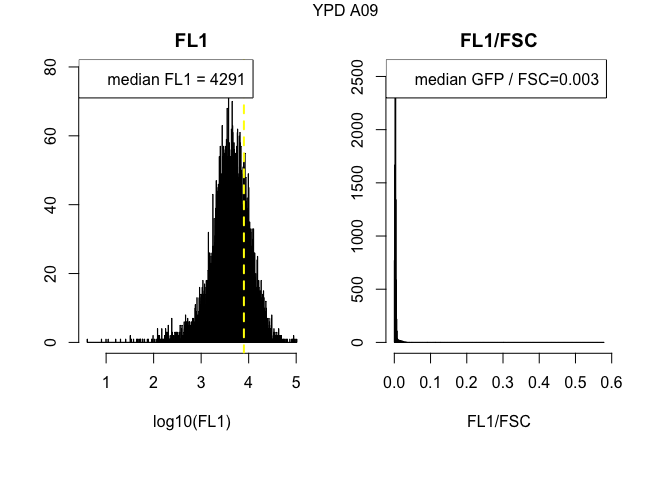 YPD A09
FL1
median FL1 = 4291
80
60
40
20
0
1 2 3 4 5
log10(FL1)
FL1/FSC
median GFP / FSC=0.003
2500
2000
1500
1000
500
0
0.0 0.1 0.2 0.3 0.4 0.5 0.6
FL1/FSC